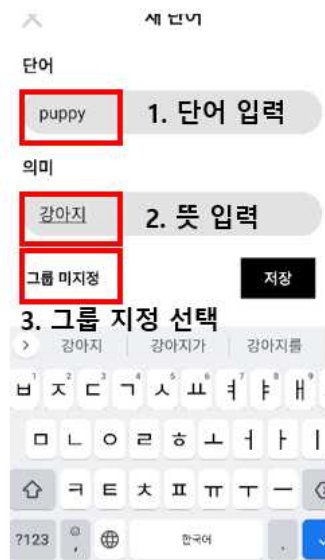 새 단어
단어
puppy 1. 단어 입력
의미
강아지 2. 뜻 입력
그룹 미지정 저장
3. 그룹 지정 선택
강아지 강아지가 강아지를
ㅂ ㅈ ㄷ ㄱ ㅅ ㅛ ㅕ ㅑ ㅐ
ㅁ ㄴ ㅇ ㄹ ㅎ ㅗ ㅓ ㅏ ㅣ
ㅋ ㅌ ㅊ ㅍ ㅠ ㅜ ㅡ
?123 , 한국어 .